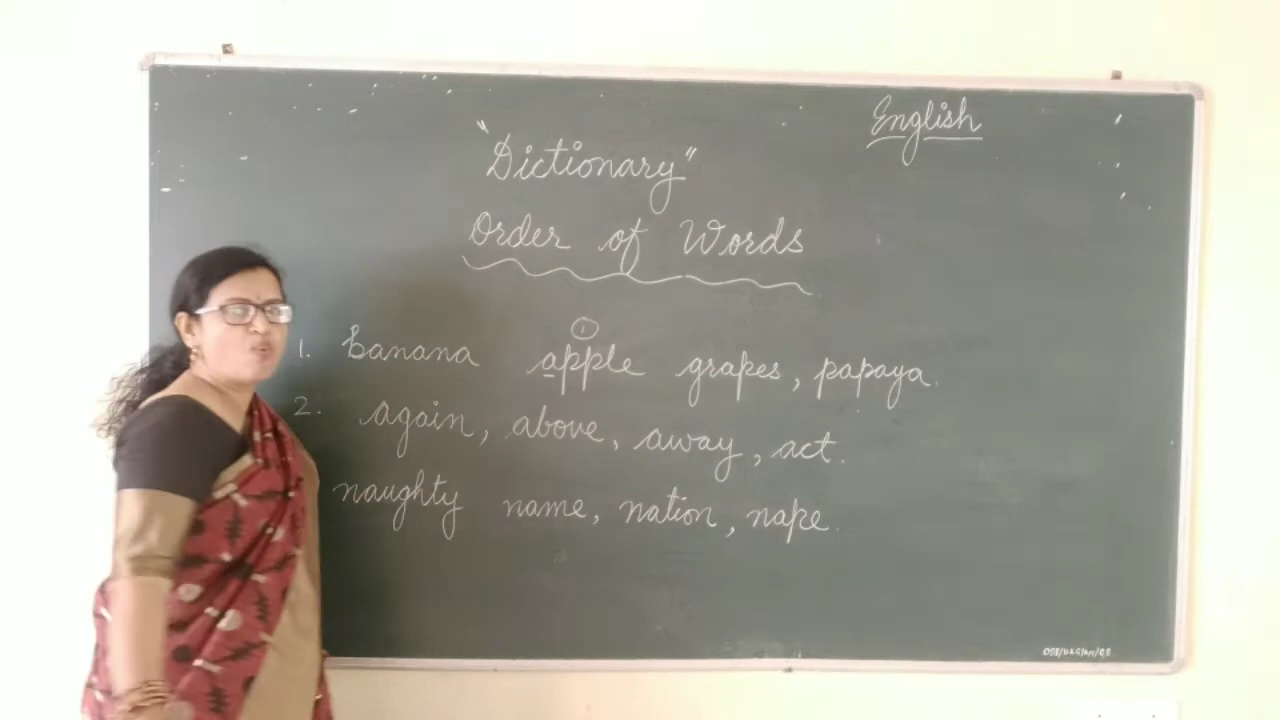 English
"Dictionary"
Order of Words
①
1. banana apple grapes, papaya.
2. again, above, away, act.
naughty name, nation, nape.